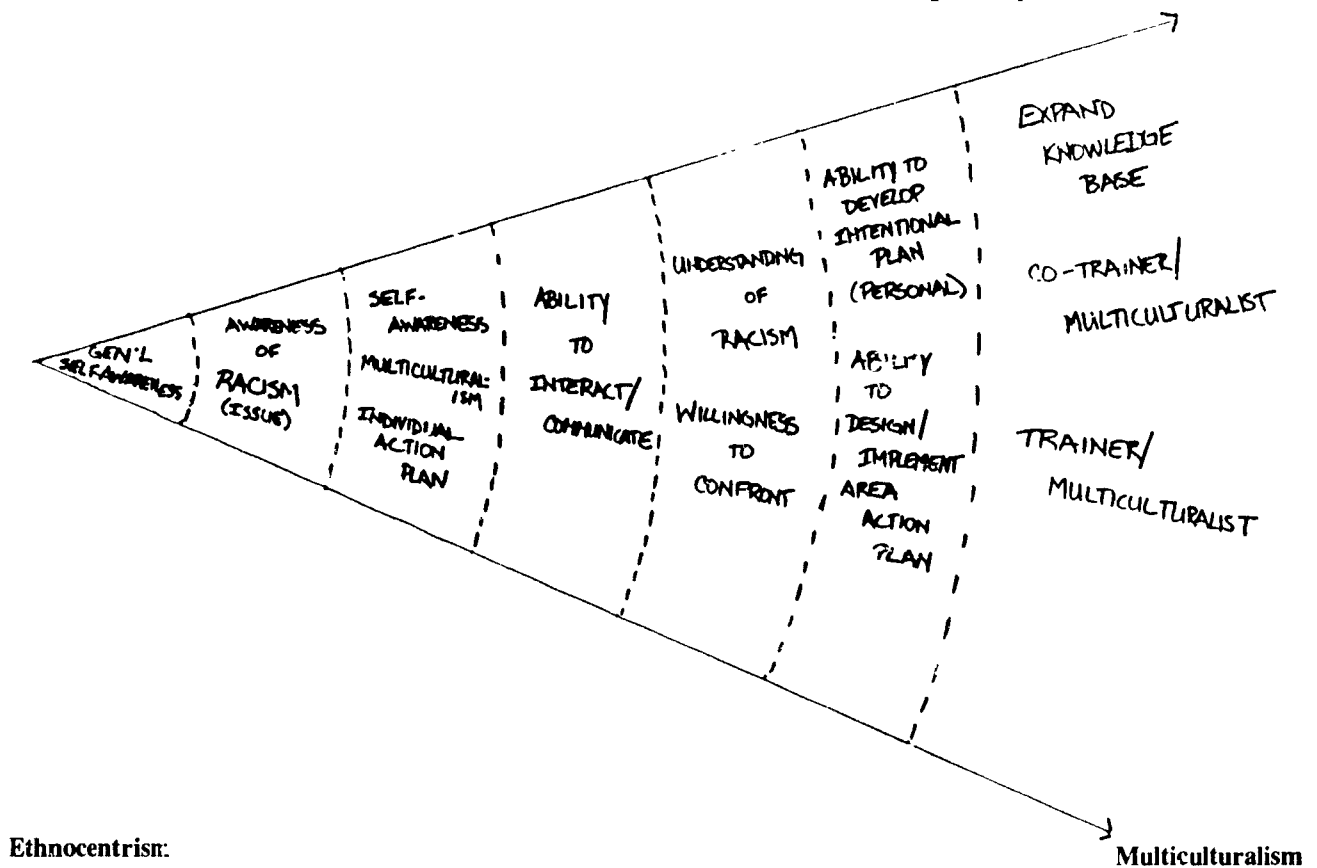 GEN'L
SELF-AWARENESS
AWARENESS
OF
RACISM
(ISSUE)
SELF-
AWARENESS
MULTICULTURAL-
ISM
INDIVIDUAL
ACTION
PLAN
ABILITY
TO
INTERACT/
COMMUNICATE
UNDERSTANDING
OF
RACISM
WILLINGNESS
TO
CONFRONT
ABILITY TO
DEVELOP
INTENTIONAL
PLAN
(PERSONAL)
ABILITY
TO
DESIGN/
IMPLEMENT
AREA
ACTION
PLAN
EXPAND
KNOWLEDGE
BASE
CO-TRAINER/
MULTICULTURALIST
TRAINER/
MULTICULTURALIST
Ethnocentrism
Multiculturalism